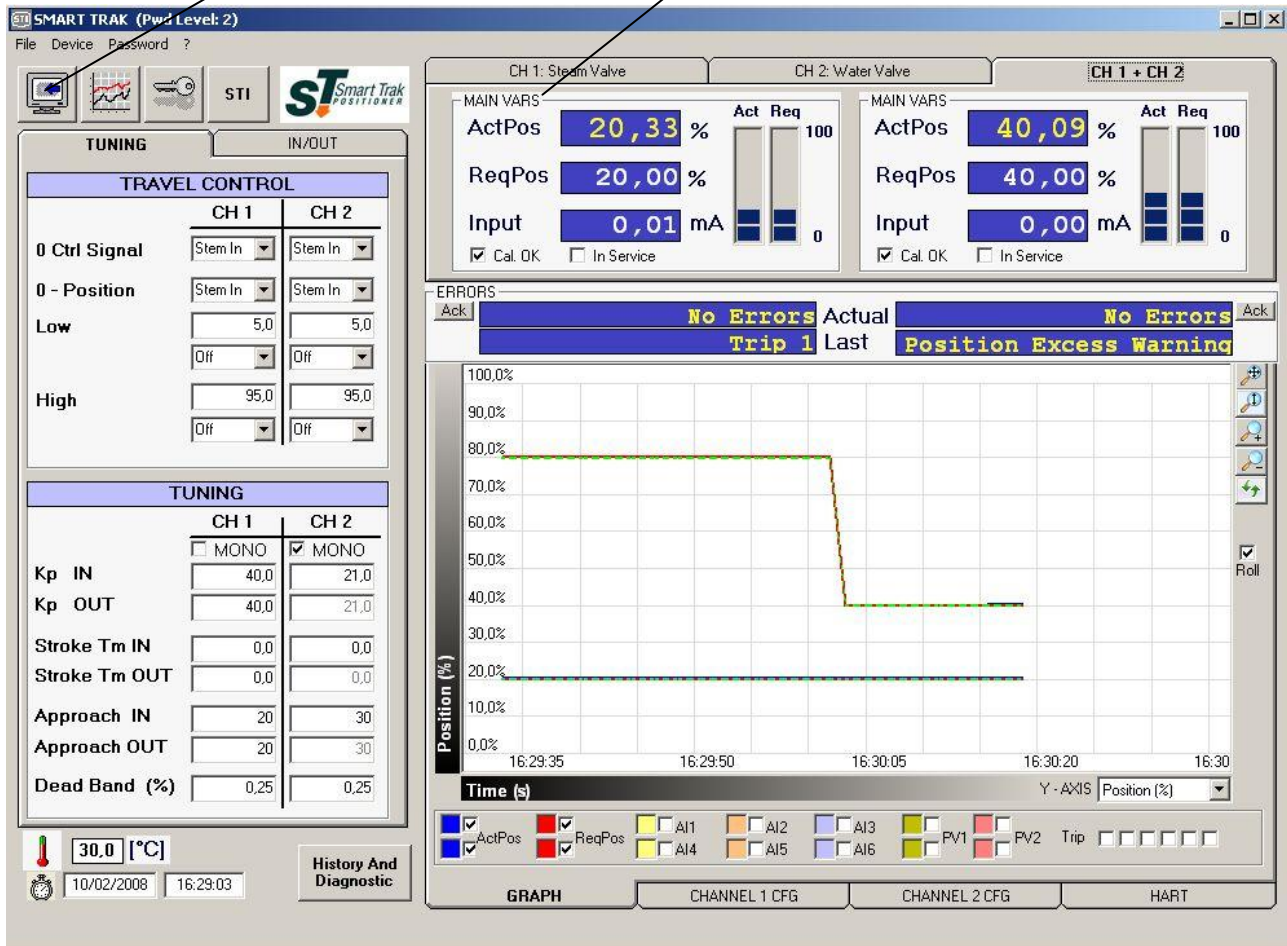 SMART TRAK (Pwd Level: 2)
File Device Password ?
STI
ST Smart Trak
POSITIONER
TUNING IN/OUT
TRAVEL CONTROL
CH 1 CH 2
0 Ctrl Signal Stem In Stem In
0 - Position Stem In Stem In
Low 5,0 5,0
Off Off
High 95,0 95,0
Off Off
TUNING
CH 1 CH 2
MONO MONO
Kp IN 40,0 21,0
Kp OUT 40,0 21,0
Stroke Tm IN 0,0 0,0
Stroke Tm OUT 0,0 0,0
Approach IN 20 30
Approach OUT 20 30
Dead Band (%) 0,25 0,25
30,0 [°C]
10/02/2008 16:29:03
History And
Diagnostic
CH 1: Steam Valve CH 2: Water Valve CH 1 + CH 2
MAIN VARS
ActPos 20,33 %
ReqPos 20,00 %
Input 0,01 mA
Cal. OK In Service
Act Req
100
0
MAIN VARS
ActPos 40,09 %
ReqPos 40,00 %
Input 0,00 mA
Cal. OK In Service
Act Req
100
0
ERRORS
Ack No Errors Actual No Errors Ack
Trip 1 Last Position Excess Warning
100,0%
90,0%
80,0%
70,0%
60,0%
50,0%
40,0%
30,0%
20,0%
10,0%
0,0%
Position (%)
16:29:35 16:29:50 16:30:05 16:30:20 16:30
Roll
Time (s) Y - AXIS Position (%)
ActPos ReqPos AI1 AI2 AI3 PV1 PV2 Trip
AI4 AI5 AI6
GRAPH CHANNEL 1 CFG CHANNEL 2 CFG HART